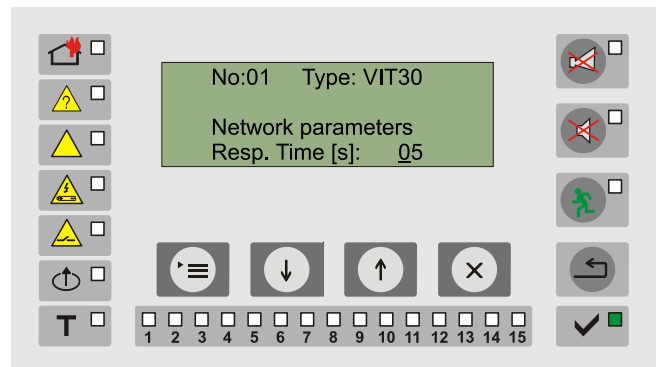 No:01 Type: VIT30
Network parameters
Resp. Time [s]: 05
?
T
1 2 3 4 5 6 7 8 9 10 11 12 13 14 15